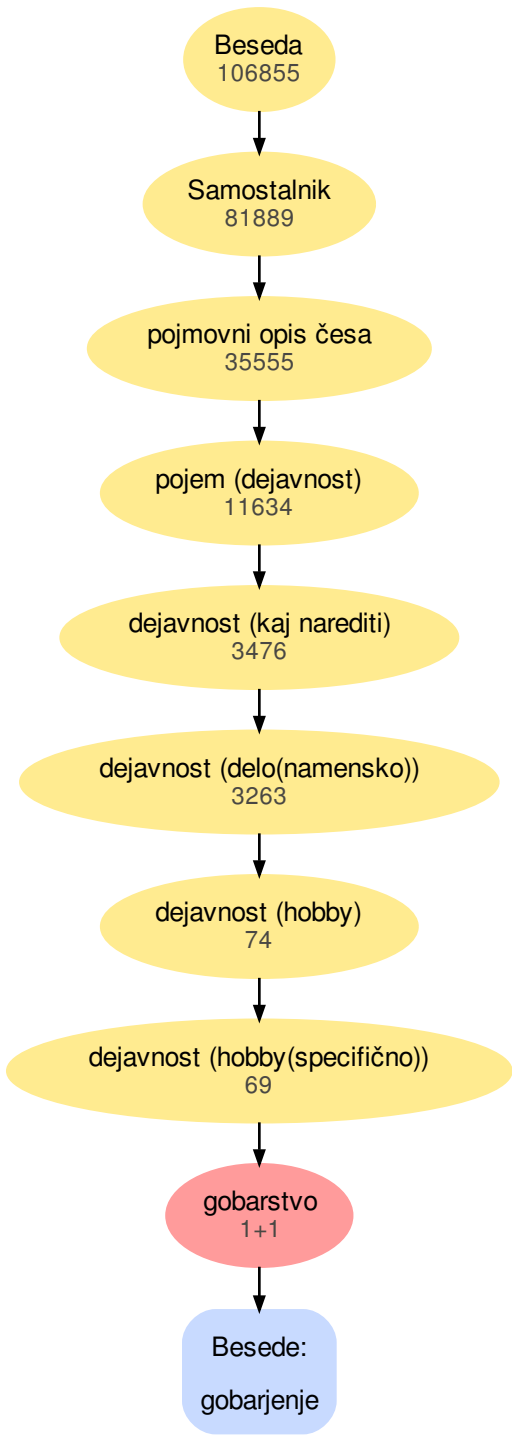 Beseda
106855
Samostalnik
81889
pojmovni opis česa
35555
pojem (dejavnost)
11634
dejavnost (kaj narediti)
3476
dejavnost (delo(namensko))
3263
dejavnost (hobby)
74
dejavnost (hobby(specifično))
69
gobarstvo
1+1
Besede:
gobarjenje